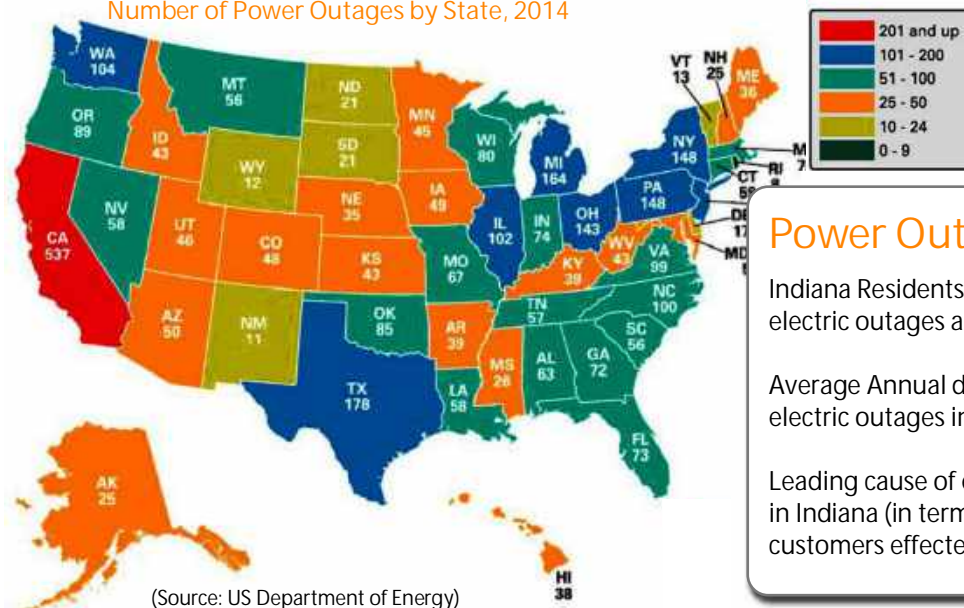 Number of Power Outages by State, 2014
201 and up
101 - 200
51 - 100
25 - 50
10 - 24
0 - 9
WA
104
OR
89
CA
537
NV
58
ID
43
MT
56
WY
12
UT
46
AZ
50
CO
48
NM
11
ND
21
SD
21
NE
35
KS
43
OK
85
TX
178
MN
45
IA
49
MO
67
AR
39
LA
58
WI
80
IL
102
MI
164
IN
74
OH
143
KY
39
TN
57
MS
26
AL
63
GA
72
FL
73
SC
56
NC
100
VA
99
WV
43
PA
148
NY
148
VT
13
NH
25
ME
36
M
7
RI
CT
DE
17
MD
AK
25
HI
38
(Source: US Department of Energy)
Power Out
Indiana Residents
electric outages a
Average Annual d
electric outages in
Leading cause of
in Indiana (in term
customers effecte